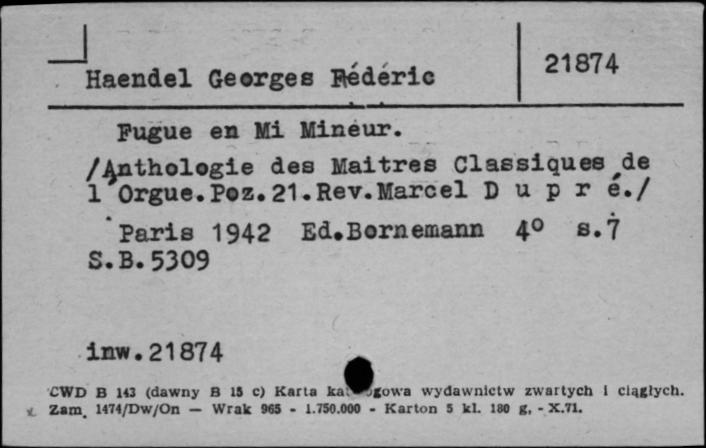 21874
Haendel Georges Fédéric
Fugue en Mi Mineur.
/Anthologie des Maitres Classiques de
l'Orgue.Poz.21.Rev.Marcel D u p r é./
Paris 1942 Ed.Bornemann 4º s.7
S.B.5309
inw.21874
CWD B 143 (dawny B 15 c) Karta wydawnictw zwartych i ciągłych.
Zam. 1474/Dw/On — Wrak 965 - 1.750.000 - Karton 5 kl. 180 g. - X.71.